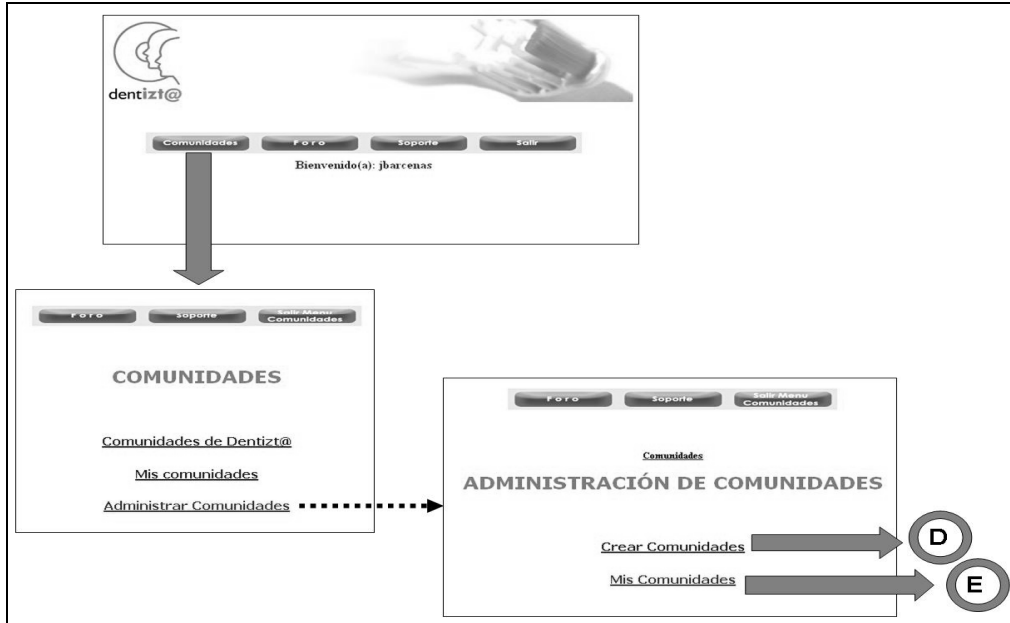 dentizt@
Comunidades Foro Soporte Salir
Bienvenido(a): jbarcenas
Foro Soporte Salir Menu Comunidades
COMUNIDADES
Comunidades de Dentizt@
Mis comunidades
Administrar Comunidades
Foro Soporte Salir Menu Comunidades
Comunidades
ADMINISTRACIÓN DE COMUNIDADES
Crear Comunidades
D
Mis Comunidades
E